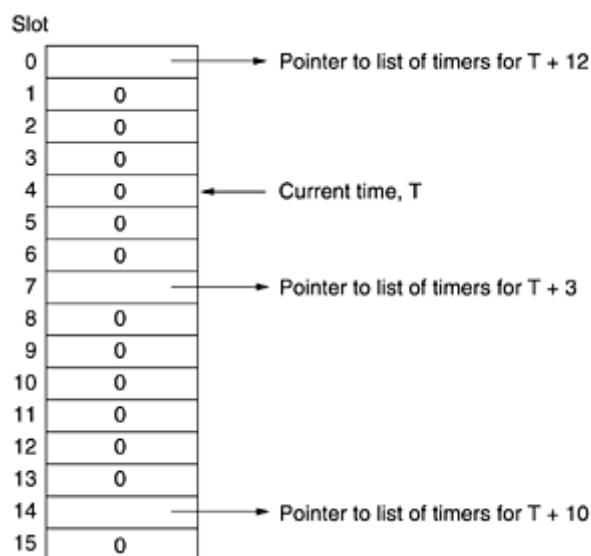 Slot
0 Pointer to list of timers for T + 12
1 0
2 0
3 0
4 0 Current time, T
5 0
6 0
7 Pointer to list of timers for T + 3
8 0
9 0
10 0
11 0
12 0
13 0
14 Pointer to list of timers for T + 10
15 0